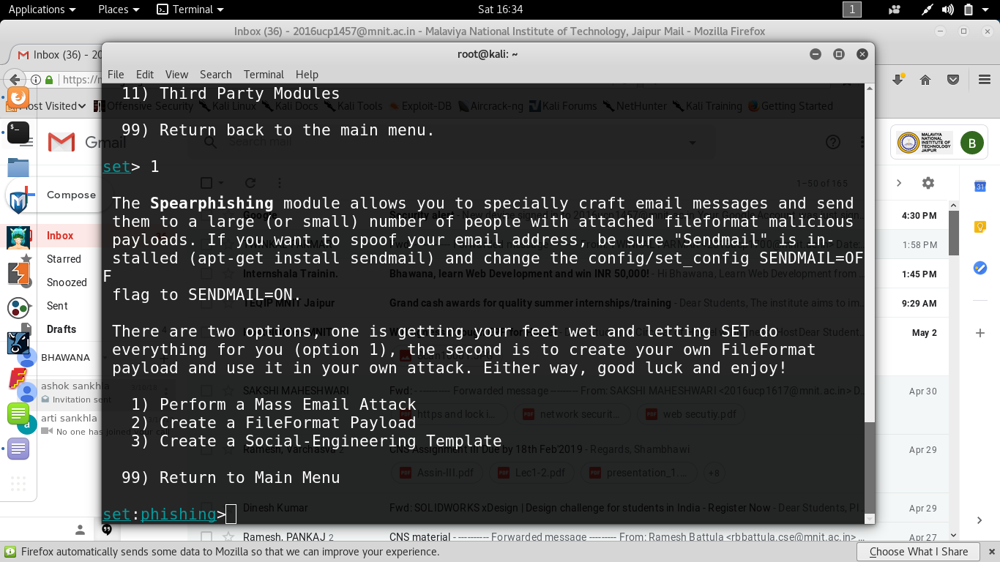 Applications Places Terminal Sat 16:34 1
Inbox (36) - 2016ucp1457@mnit.ac.in - Malaviya National Institute of Technology, Jaipur Mail - Mozilla Firefox
Inbox (36) - 20
root@kali: ~
File Edit View Search Terminal Help
https://m
11) Third Party Modules
Most Visited Offensive Security Kali Linux Kali Docs Kali Tools Exploit-DB Aircrack-ng Kali Forums NetHunter Kali Training Getting Started
99) Return back to the main menu.
M Gmail Search mail MALAVIYA NATIONAL INSTITUTE OF TECHNOLOGY JAIPUR B
set> 1
1–50 of 165
Compose
The Spearphishing module allows you to specially craft email messages and send
Google Security alert 4:30 PM
them to a large (or small) number of people with attached fileformat malicious
Inbox 36
payloads. If you want to spoof your email address, be sure "Sendmail" is in-
1:58 PM
Starred
stalled (apt-get install sendmail) and change the config/set_config SENDMAIL=OF
F
Internshala Trainin. Bhawana, learn Web Development and win INR 50,000! - Hi Bhawana, Learn Web Development from 1:45 PM
Snoozed
flag to SENDMAIL=ON.
TEQIP MNIT Jaipur Grand cash awards for quality summer internships/training - Dear Students, The institute aims to im... 9:29 AM
Sent
There are two options, one is getting your feet wet and letting SET do
May 2
Drafts 4
everything for you (option 1), the second is to create your own FileFormat
BHAWANA
payload and use it in your own attack. Either way, good luck and enjoy!
ashok sankhla
Invitation sent
SAKSHI MAHESHWARI Fwd: - ---------- Forwarded message --------- From: SAKSHI MAHESHWARI <2016ucp1617@mnit.ac.in> D... Apr 30
1) Perform a Mass Email Attack
https and lock i... network securit... web secutiy.pdf
arti sankhla
2) Create a FileFormat Payload
No one has joined your call
3) Create a Social-Engineering Template
Ramesh, Varchasva 2 CNS Assignment III Due by 18th Feb'2019 - Regards, Shambhawi Apr 29
Assin-III.pdf Lec1-2.pdf presentation_1.... +8
99) Return to Main Menu
Dinesh Kumar Fwd: SOLIDWORKS xDesign | Design challenge for students in India - Register Now - Dear Students, Pl Apr 29
set:phishing>
Ramesh, PANKAJ 2 CNS material - ---------- Forwarded message --------- From: Ramesh Battula <rbbattula.cse@mnit.ac.in> Apr 27
Firefox automatically sends some data to Mozilla so that we can improve your experience. Choose What I Share